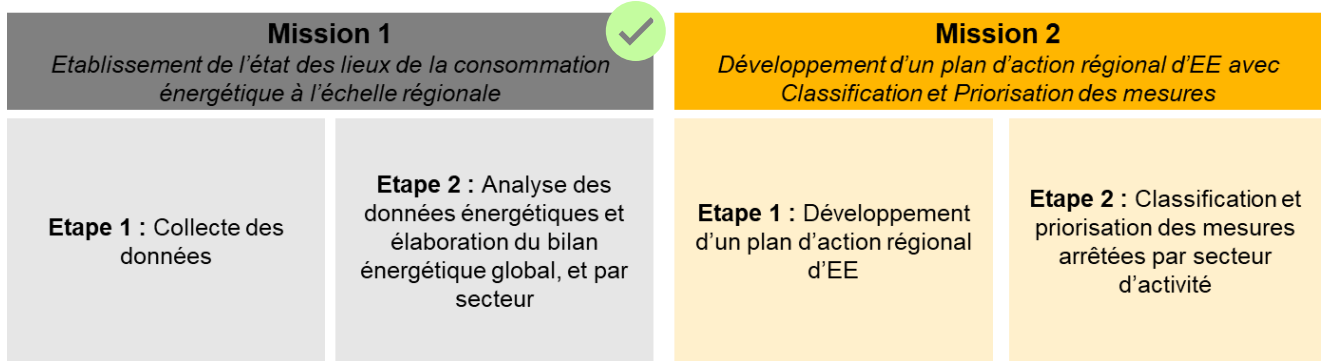 Mission 1
Etablissement de l’état des lieux de la consommation
énergétique à l’échelle régionale
Mission 2
Développement d’un plan d’action régional d’EE avec
Classification et Priorisation des mesures
Etape 1 : Collecte des
données
Etape 2 : Analyse des
données énergétiques et
élaboration du bilan
énergétique global, et par
secteur
Etape 1 : Développement
d’un plan d’action régional
d’EE
Etape 2 : Classification et
priorisation des mesures
arrêtées par secteur
d’activité